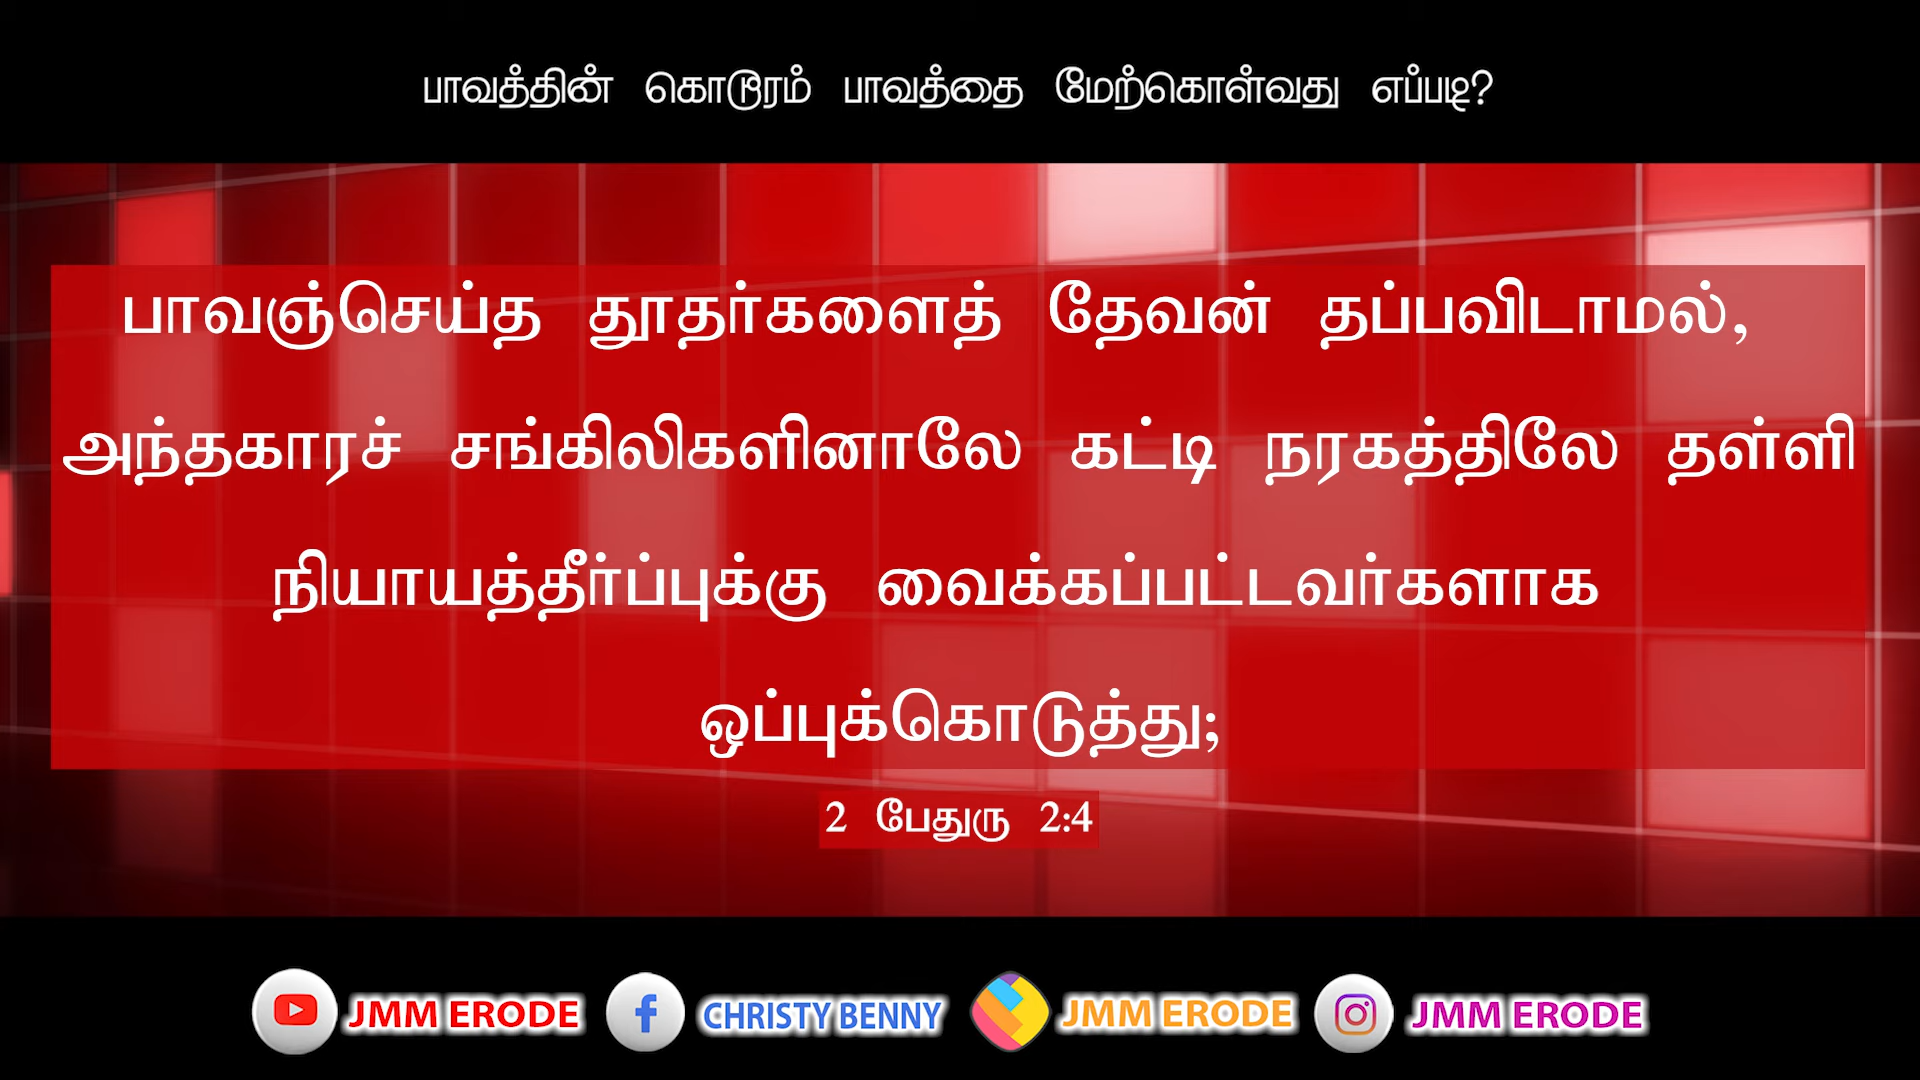 பாவத்தின் கொடூரம் பாவத்தை மேற்கொள்வது எப்படி?
பாவஞ்செய்த தூதர்களைத் தேவன் தப்பவிடாமல்,
அந்தகாரச் சங்கிலிகளினாலே கட்டி நரகத்திலே தள்ளி
நியாயத்தீர்ப்புக்கு வைக்கப்பட்டவர்களாக
ஒப்புக்கொடுத்து;
2 பேதுரு 2:4
JMM ERODE CHRISTY BENNY JMM ERODE JMM ERODE